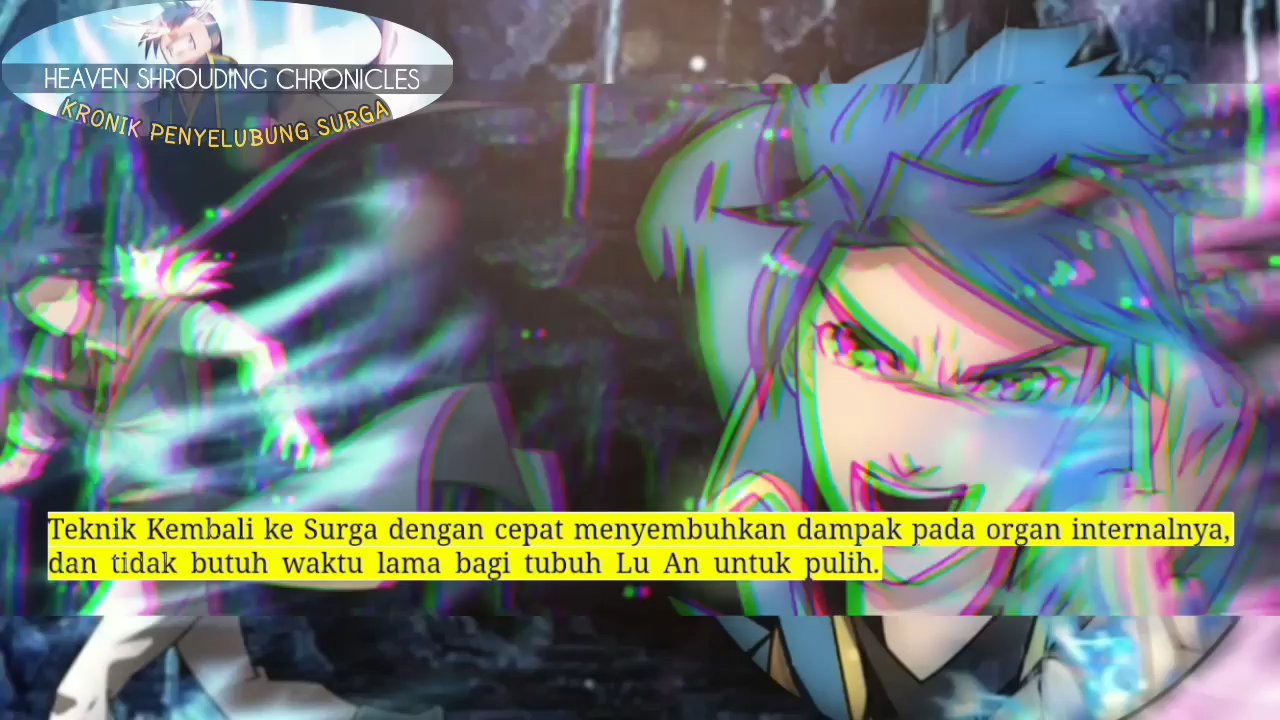 HEAVEN SHROUDING CHRONICLES
KRONIK PENYELUBUNG SURGA
Teknik Kembali ke Surga dengan cepat menyembuhkan dampak pada organ internalnya,
dan tidak butuh waktu lama bagi tubuh Lu An untuk pulih.